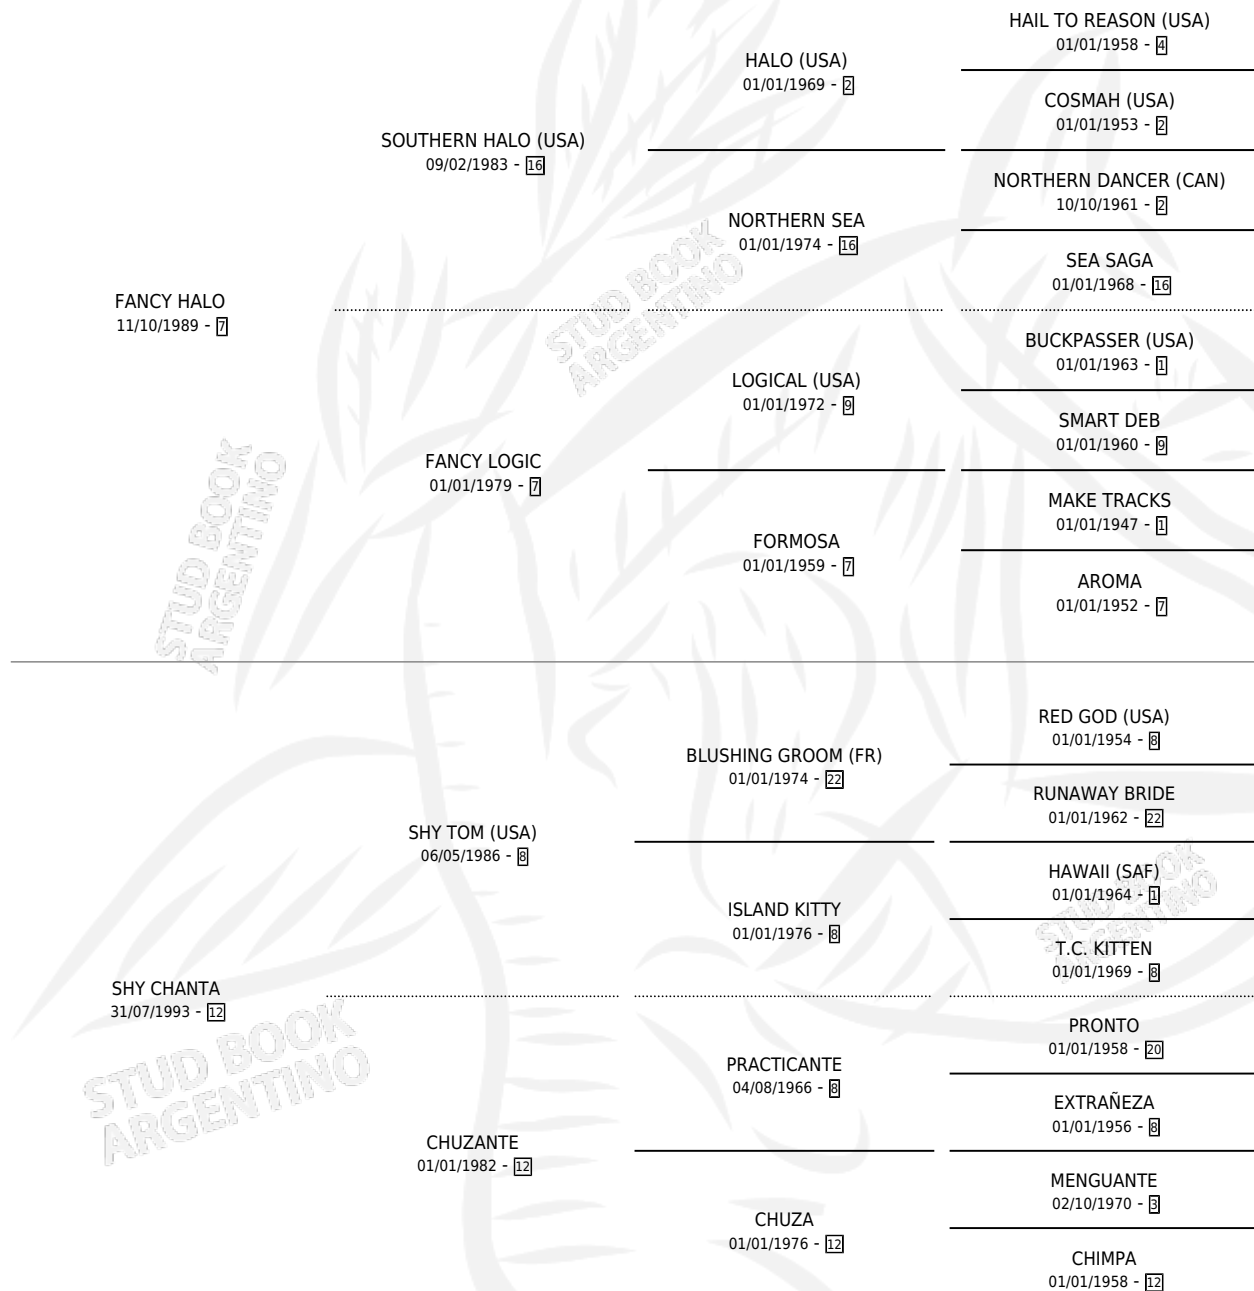 HAIL TO REASON (USA)
01/01/1958 - 4
HALO (USA)
01/01/1969 - 2
COSMAH (USA)
01/01/1953 - 2
SOUTHERN HALO (USA)
09/02/1983 - 16
NORTHERN DANCER (CAN)
10/10/1961 - 2
NORTHERN SEA
01/01/1974 - 16
SEA SAGA
01/01/1968 - 16
STUD BOOK
ARGENTINO
FANCY HALO
11/10/1989 - 7
BUCKPASSER (USA)
01/01/1963 - 1
LOGICAL (USA)
01/01/1972 - 9
SMART DEB
01/01/1960 - 9
FANCY LOGIC
01/01/1979 - 7
MAKE TRACKS
01/01/1947 - 1
FORMOSA
01/01/1959 - 7
AROMA
01/01/1952 - 7
STUD BOOK
ARGENTINO
RED GOD (USA)
01/01/1954 - 8
BLUSHING GROOM (FR)
01/01/1974 - 22
RUNAWAY BRIDE
01/01/1962 - 22
SHY TOM (USA)
06/05/1986 - 8
HAWAII (SAF)
01/01/1964 - 1
ISLAND KITTY
01/01/1976 - 8
T.C. KITTEN
01/01/1969 - 8
STUD BOOK
ARGENTINO
SHY CHANTA
31/07/1993 - 12
PRONTO
01/01/1958 - 20
PRACTICANTE
04/08/1966 - 8
EXTRAÑEZA
01/01/1956 - 8
CHUZANTE
01/01/1982 - 12
MENGUANTE
02/10/1970 - 3
CHUZA
01/01/1976 - 12
CHIMPA
01/01/1958 - 12
STUD BOOK
ARGENTINO